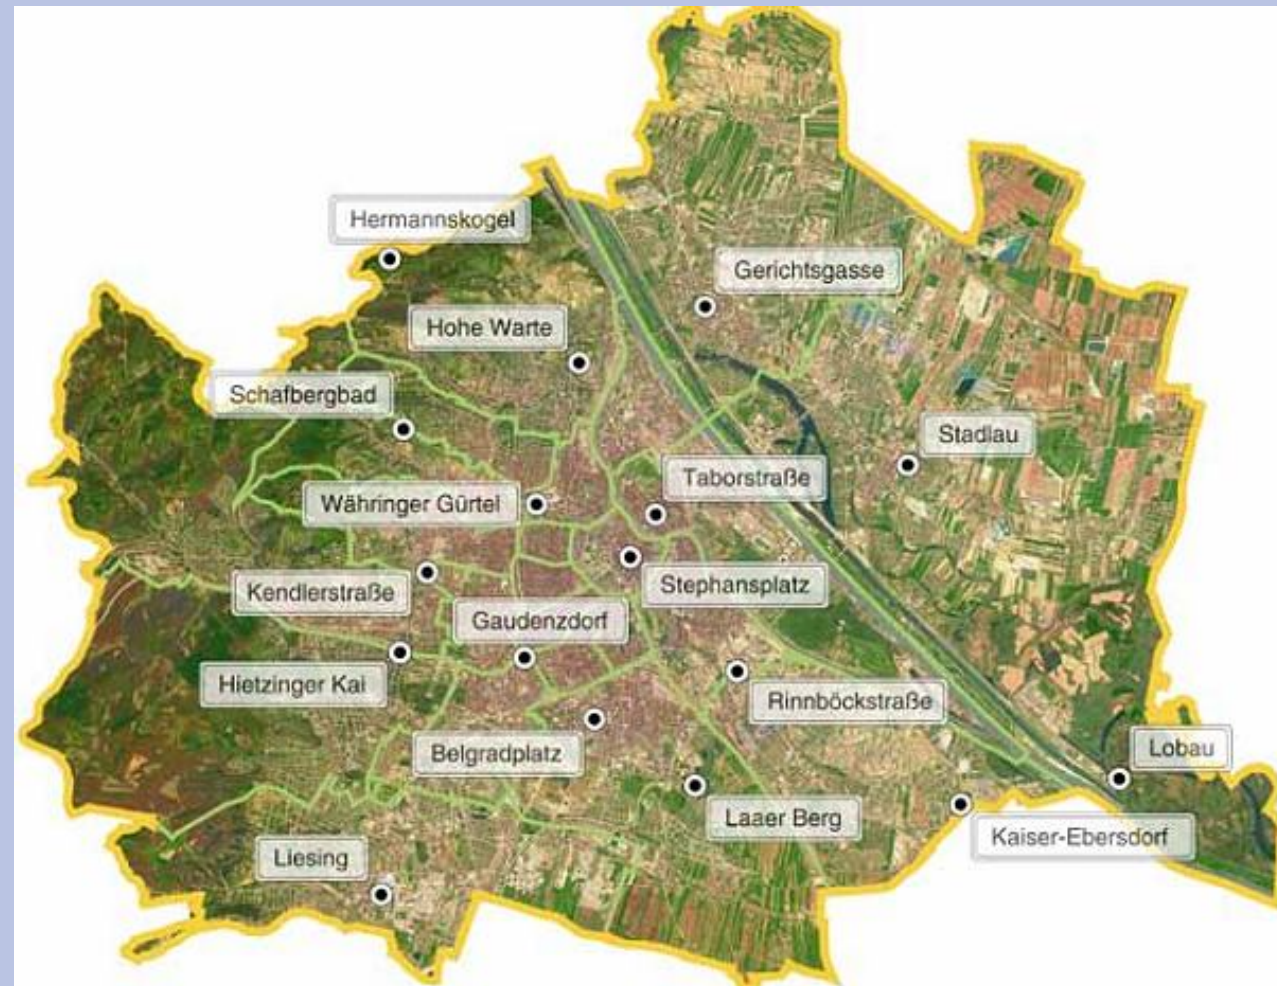 Hermannskogel
Gerichtsgasse
Hohe Warte
Schafbergbad
Stadlau
Taborstraße
Währinger Gürtel
Stephansplatz
Kendlerstraße
Gaudenzdorf
Hietzinger Kai
Rinnböckstraße
Belgradplatz
Lobau
Laaer Berg
Kaiser-Ebersdorf
Liesing